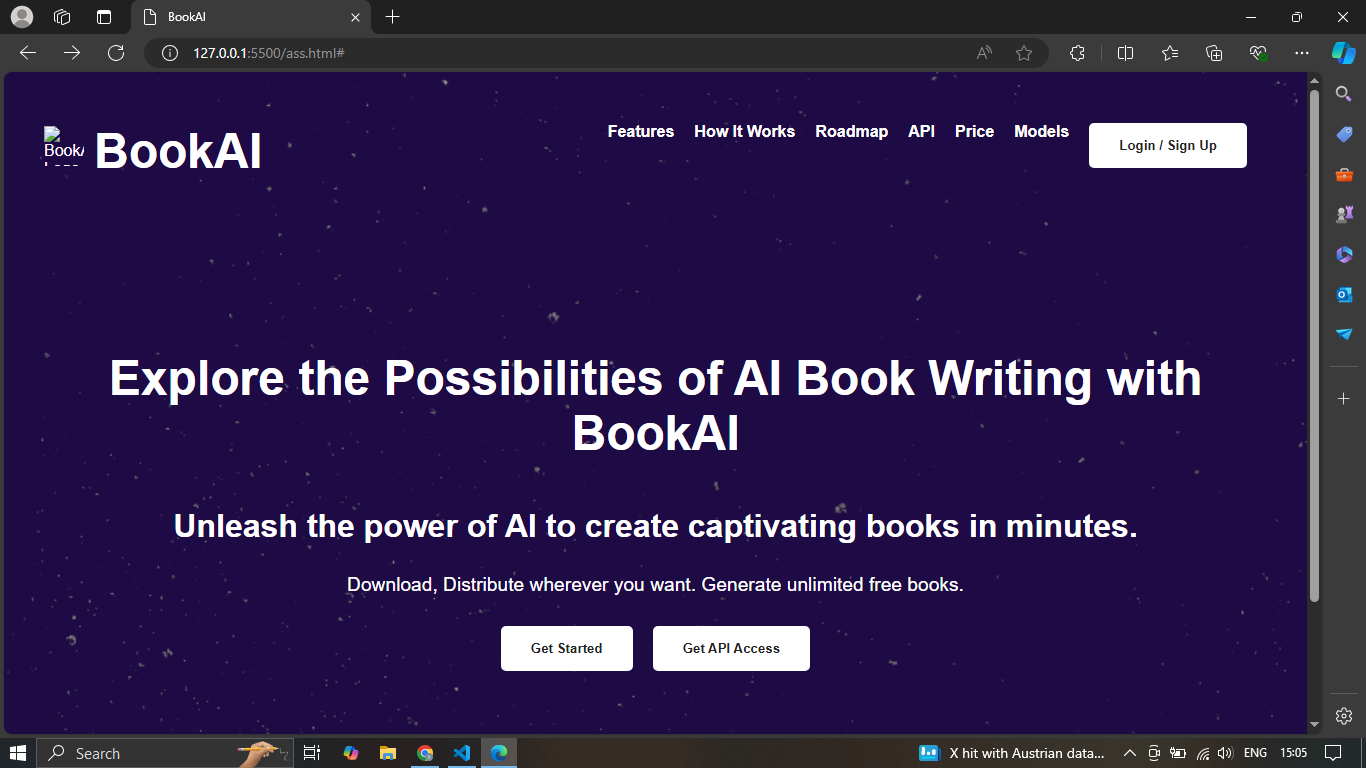 BookAI
127.0.0.1:5500/ass.html#
BookAI
Features How It Works Roadmap API Price Models Login / Sign Up
Explore the Possibilities of AI Book Writing with
BookAI
Unleash the power of AI to create captivating books in minutes.
Download, Distribute wherever you want. Generate unlimited free books.
Get Started Get API Access
Search
X hit with Austrian data...
ENG
15:05